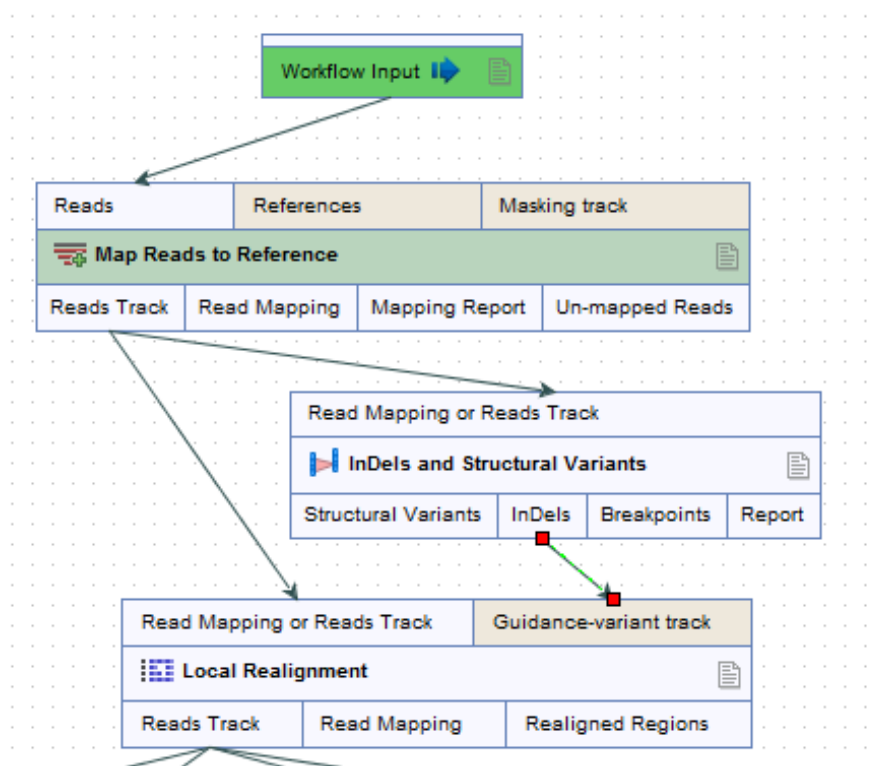 Workflow Input
Reads References Masking track
Map Reads to Reference
Reads Track Read Mapping Mapping Report Un-mapped Reads
Read Mapping or Reads Track
InDels and Structural Variants
Structural Variants InDels Breakpoints Report
Read Mapping or Reads Track Guidance-variant track
Local Realignment
Reads Track Read Mapping Realigned Regions